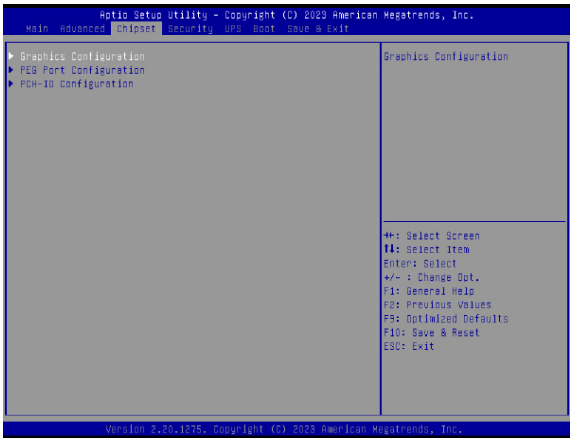 Aptio Setup Utility – Copyright (C) 2023 American Megatrends, Inc.
Main Advanced Chipset Security UPS Boot Save & Exit
Graphics Configuration
PEG Port Configuration
PCH-IO Configuration
Graphics Configuration
→←: Select Screen
↑↓: Select Item
Enter: Select
+/- : Change Opt.
F1: General Help
F2: Previous Values
F9: Optimized Defaults
F10: Save & Reset
ESC: Exit
Version 2.20.1275. Copyright (C) 2023 American Megatrends, Inc.